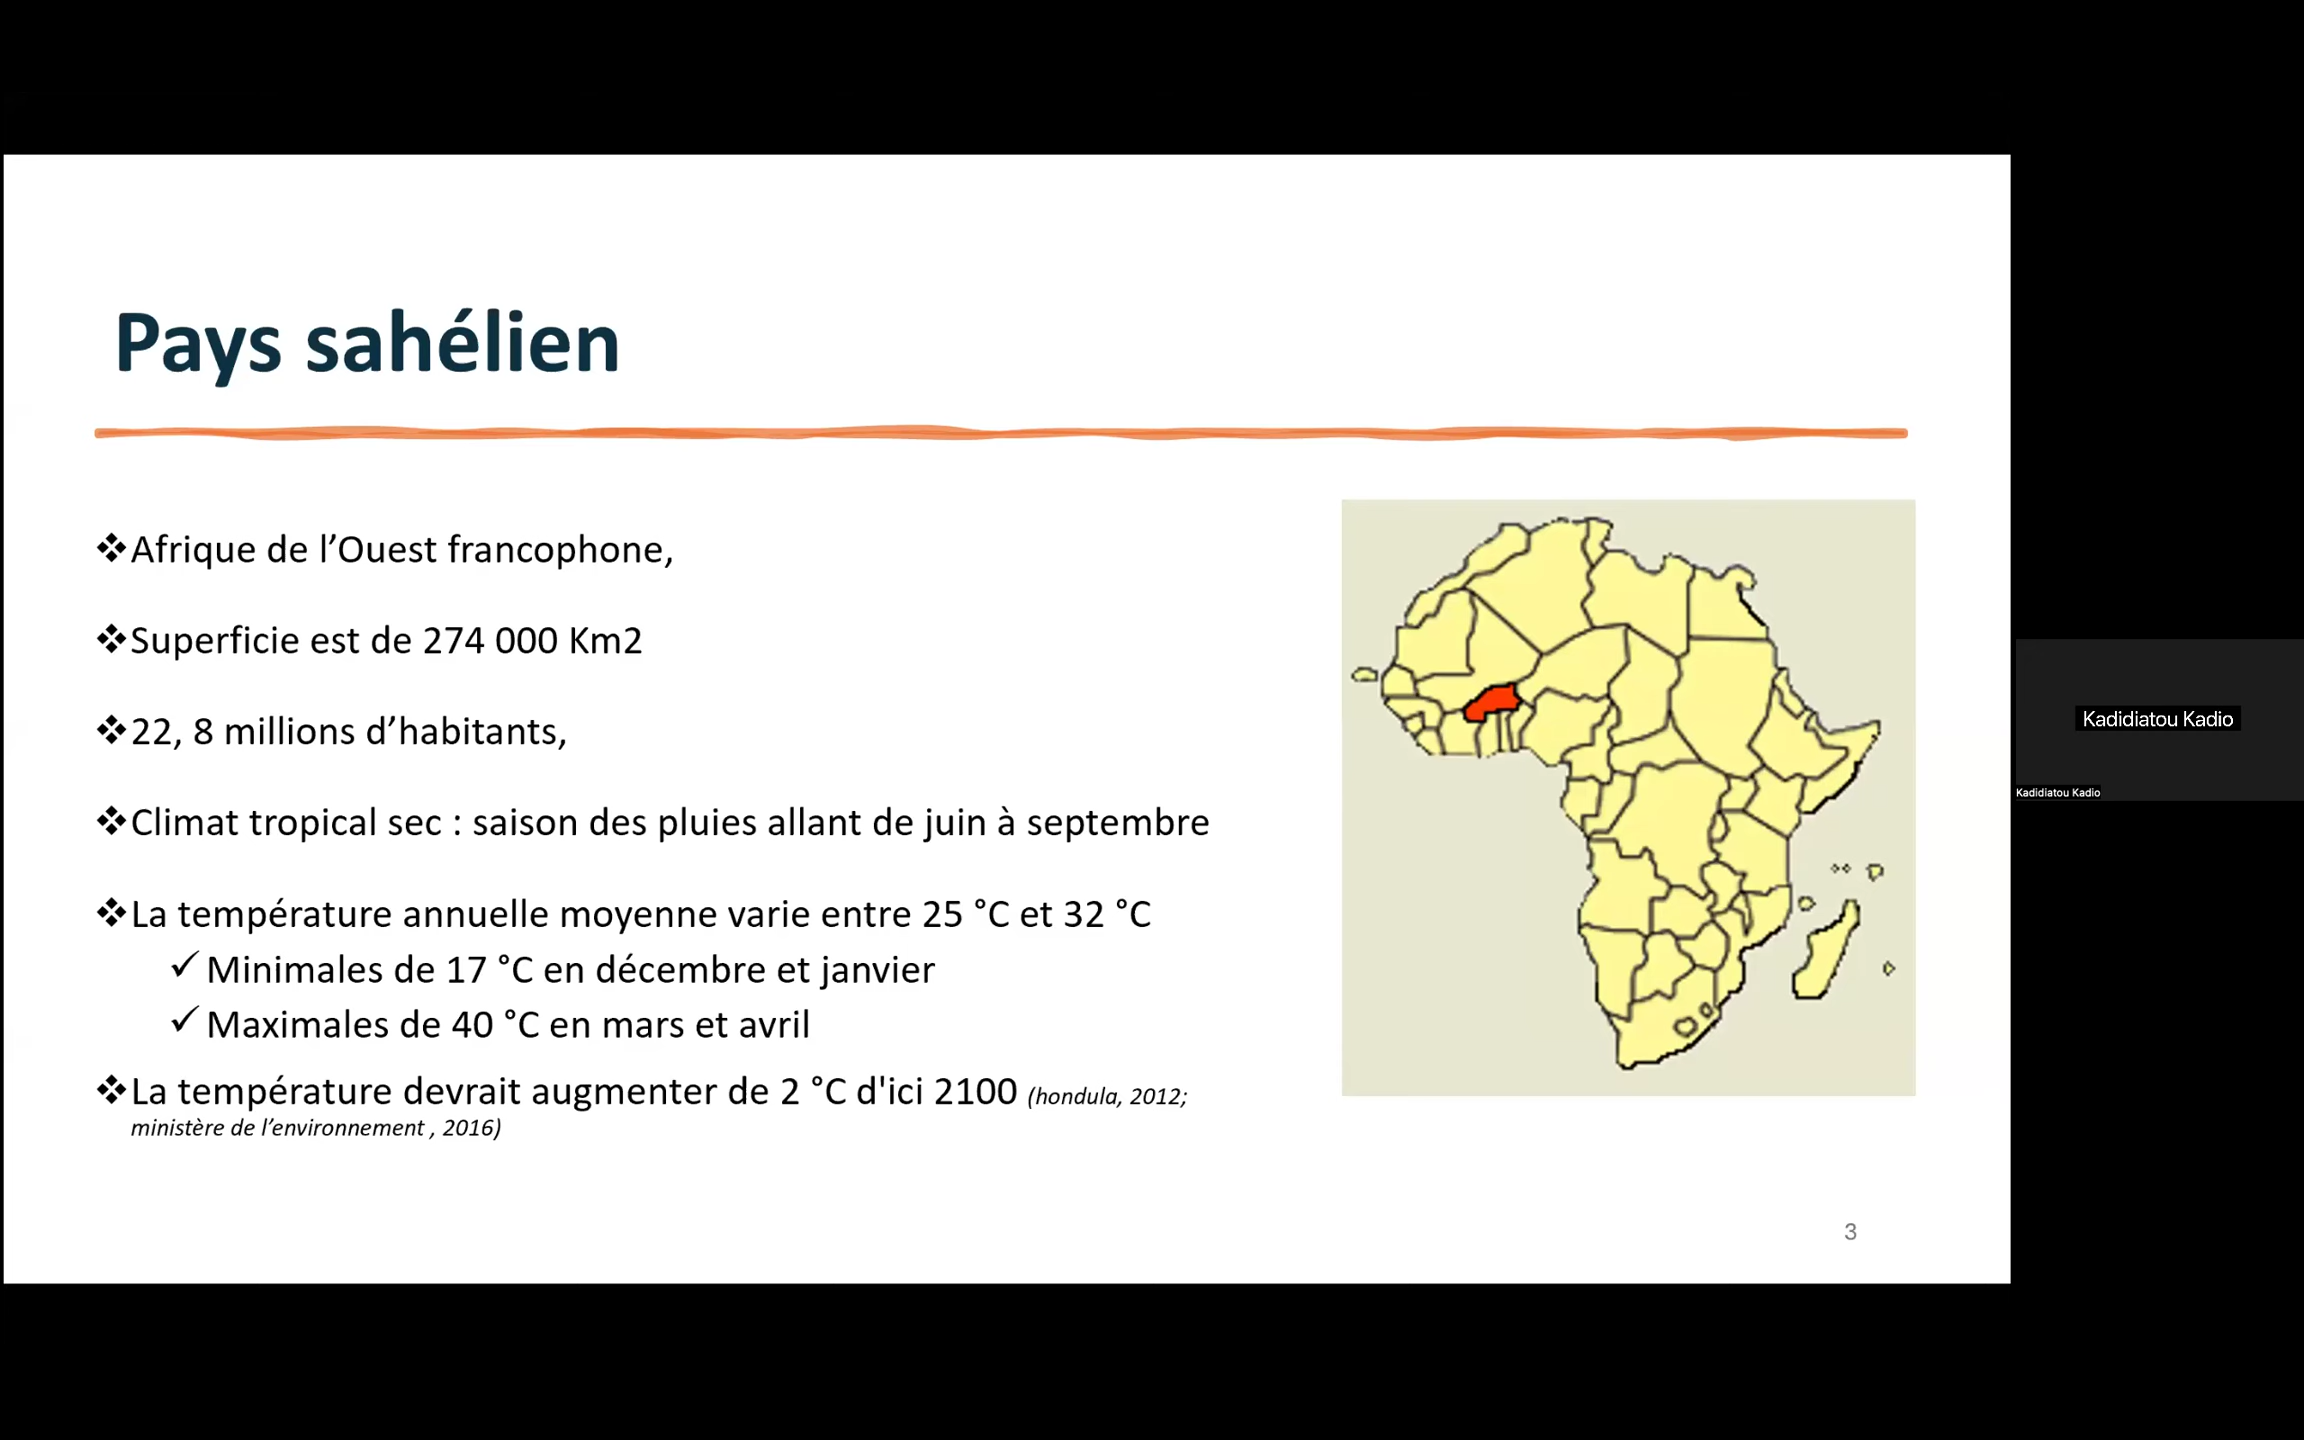 Pays sahélien
❖Afrique de l’Ouest francophone,
❖Superficie est de 274 000 Km2
❖22, 8 millions d’habitants,
❖Climat tropical sec : saison des pluies allant de juin à septembre
❖La température annuelle moyenne varie entre 25 °C et 32 °C
✓Minimales de 17 °C en décembre et janvier
✓Maximales de 40 °C en mars et avril
❖La température devrait augmenter de 2 °C d'ici 2100 (hondula, 2012;
ministère de l’environnement , 2016)
3
Kadidiatou Kadio
Kadidiatou Kadio